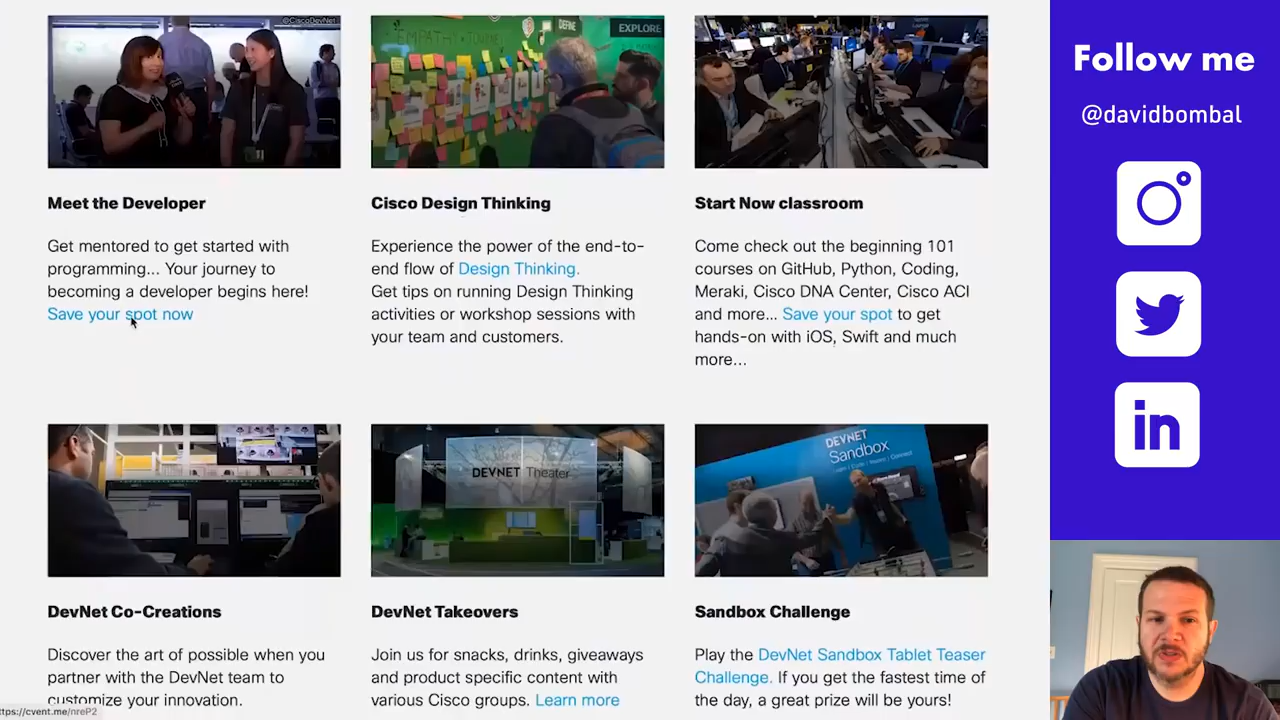 @CiscoDevNet
EMPATHY
DEFINE
EXPLORE
Follow me
@davidbombal
in
Meet the Developer
Get mentored to get started with
programming... Your journey to
becoming a developer begins here!
Save your spot now
Cisco Design Thinking
Experience the power of the end-to-
end flow of Design Thinking.
Get tips on running Design Thinking
activities or workshop sessions with
your team and customers.
Start Now classroom
Come check out the beginning 101
courses on GitHub, Python, Coding,
Meraki, Cisco DNA Center, Cisco ACI
and more... Save your spot to get
hands-on with iOS, Swift and much
more...
DEVNET Theater
DEVNET
Sandbox
DevNet Co-Creations
Discover the art of possible when you
partner with the DevNet team to
customize your innovation.
DevNet Takeovers
Join us for snacks, drinks, giveaways
and product specific content with
various Cisco groups. Learn more
Sandbox Challenge
Play the DevNet Sandbox Tablet Teaser
Challenge. If you get the fastest time of
the day, a great prize will be yours!
ttps://cvent.me/nreP2